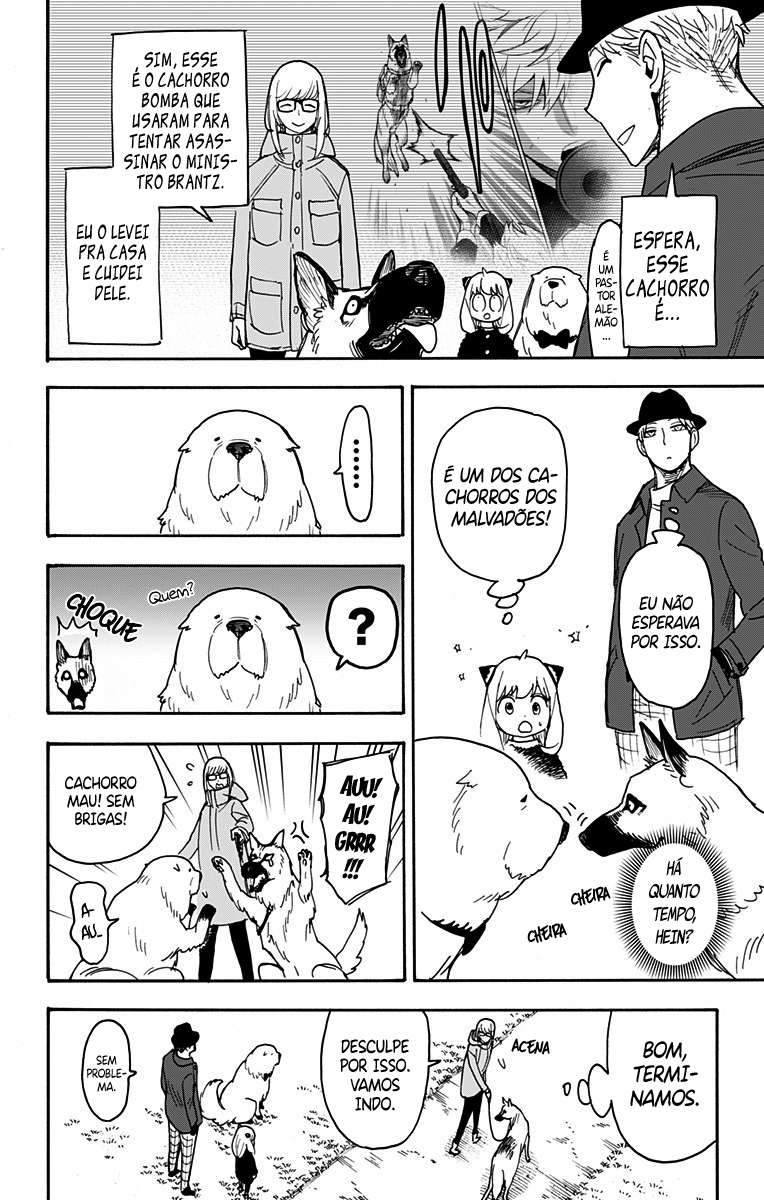 ESPERA,
ESSE
CACHORRO
É...
É
UM
PAS-
TOR
ALE-
MÃO
...
SIM, ESSE
É O CACHORRO
BOMBA QUE
USARAM PARA
TENTAR ASAS-
SINAR O MINIS-
TRO BRANTZ.
EU O LEVEI
PRA CASA
E CUIDEI
DELE.
EU NÃO
ESPERAVA
POR ISSO.
É UM DOS CA-
CHORROS DOS
MALVADÕES!
HÁ
QUANTO
TEMPO,
HEIN?
CHEIRA
CHEIRA
......
?
Quem?
CHOQUE
AUU!
AU!
GRRR
!!!
CACHORRO
MAU! SEM
BRIGAS!
A-
AU...
BOM,
TERMI-
NAMOS.
ACENA
DESCULPE
POR ISSO.
VAMOS
INDO.
SEM
PROBLE-
MA.